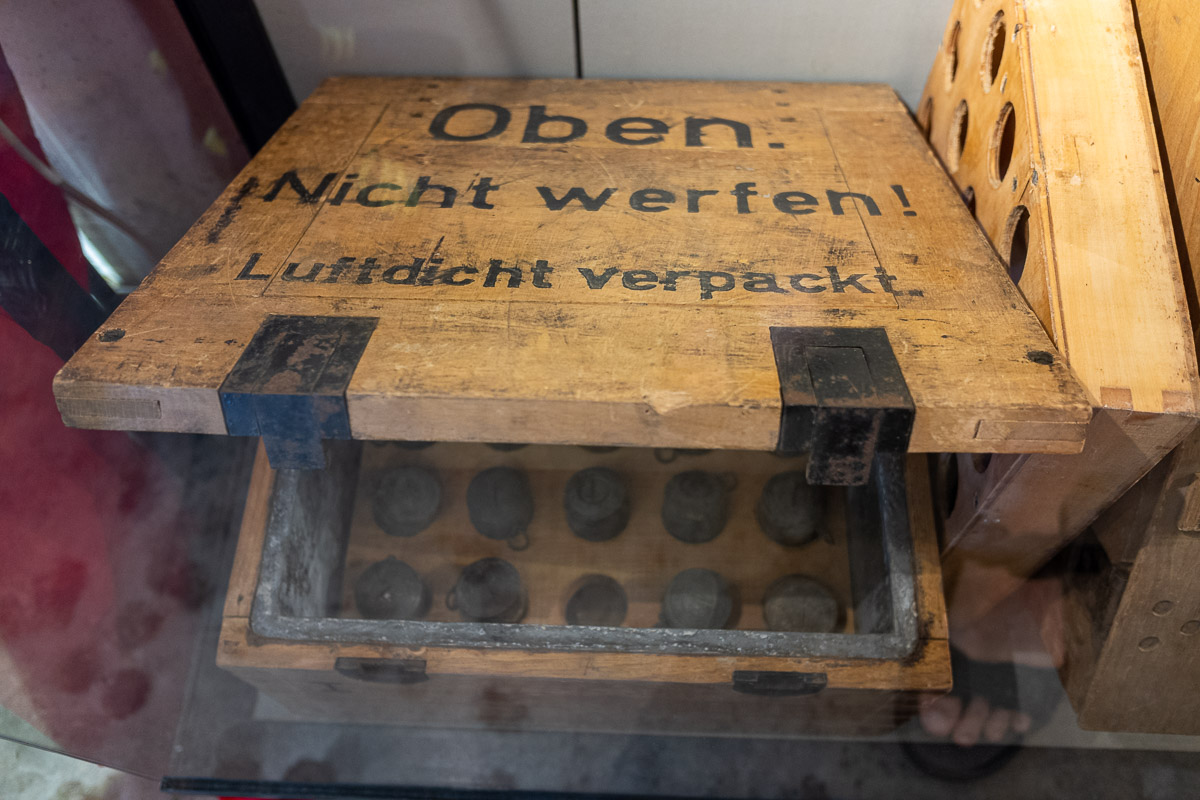 Oben.
Nicht werfen!
Luftdicht verpackt.